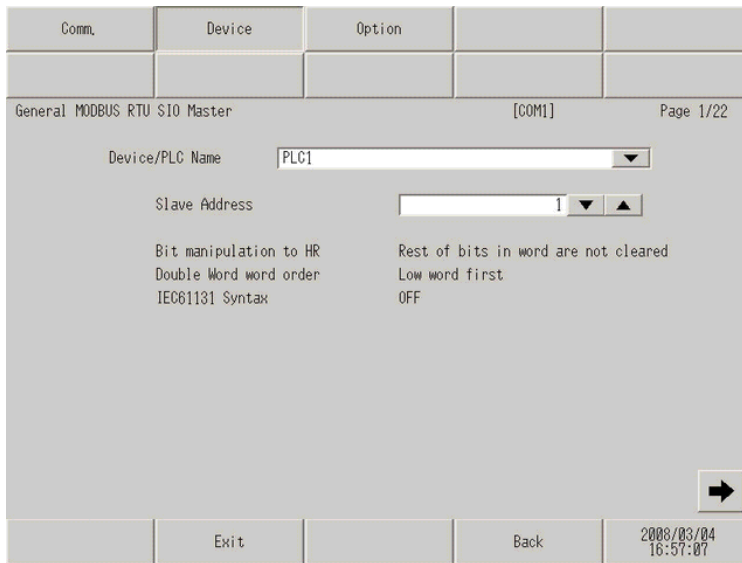 Comm. Device Option
General MODBUS RTU SIO Master [COM1] Page 1/22
Device/PLC Name PLC1
Slave Address 1
Bit manipulation to HR Rest of bits in word are not cleared
Double Word word order Low word first
IEC61131 Syntax OFF
Exit Back 2008/03/04
16:57:07